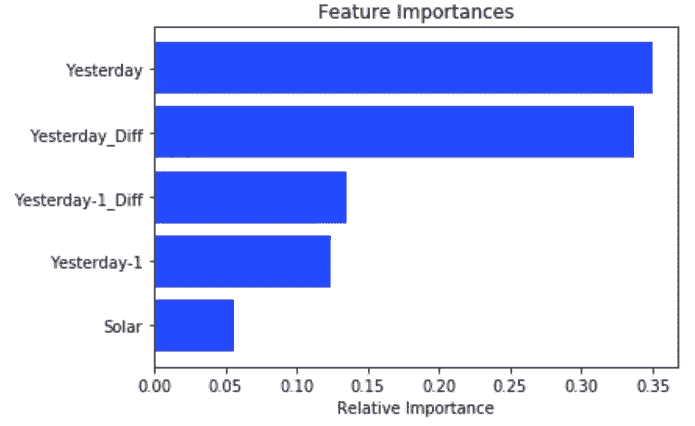 Feature Importances
Yesterday
Yesterday_Diff
Yesterday-1_Diff
Yesterday-1
Solar
0.00 0.05 0.10 0.15 0.20 0.25 0.30 0.35
Relative Importance